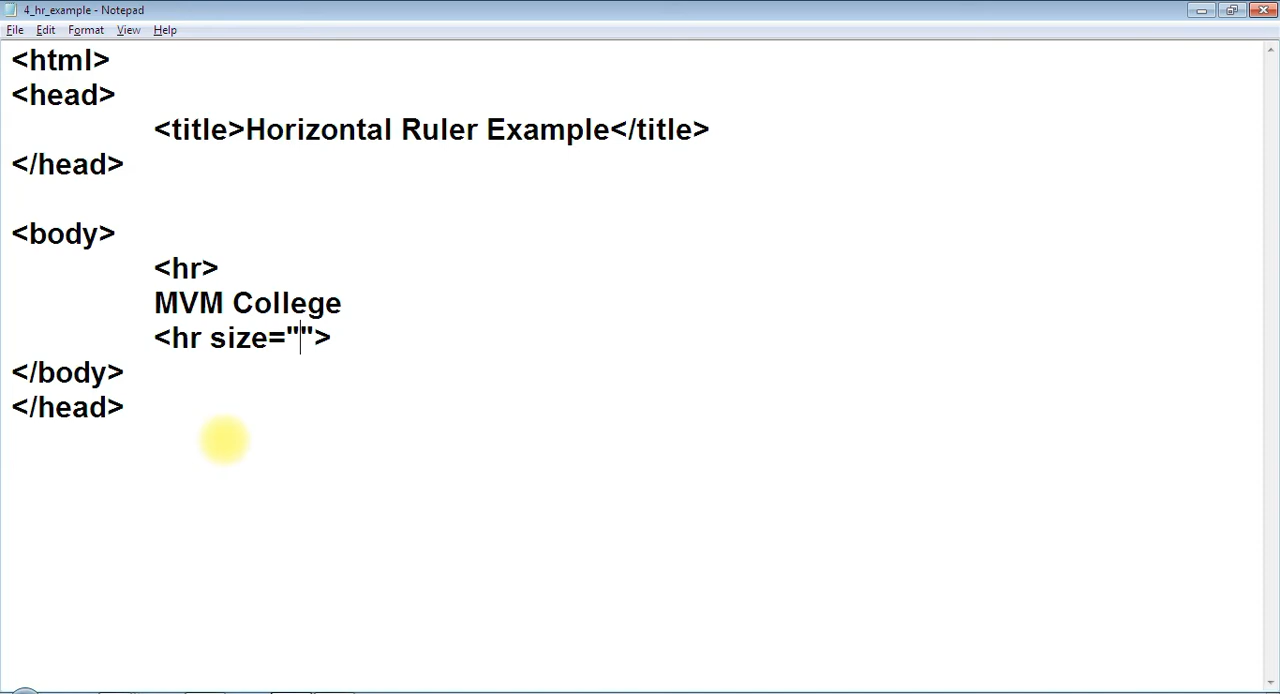 4_hr_example - Notepad
File Edit Format View Help
<html>
<head>
<title>Horizontal Ruler Example</title>
</head>
<body>
<hr>
MVM College
<hr size="">
</body>
</head>